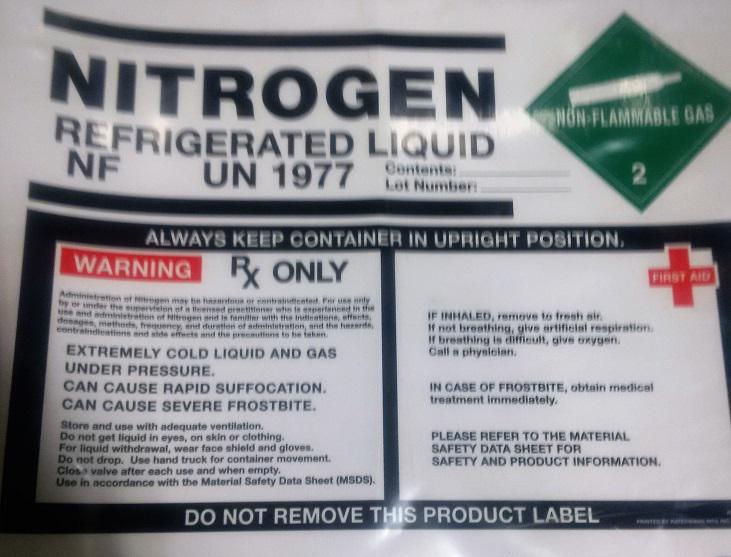 NITROGEN
REFRIGERATED LIQUID
NF UN 1977
Contents:
Lot Number:
NON-FLAMMABLE GAS
2
ALWAYS KEEP CONTAINER IN UPRIGHT POSITION.
WARNING
Rx ONLY
Administration of Nitrogen may be hazardous or contraindicated. For use only
by or under the supervision of a licensed practitioner who is experienced in the
use and administration of Nitrogen and is familiar with the indications, effects,
dosages, methods, frequency, and duration of administration, and the hazards,
contraindications and side effects and the precautions to be taken.
EXTREMELY COLD LIQUID AND GAS
UNDER PRESSURE.
CAN CAUSE RAPID SUFFOCATION.
CAN CAUSE SEVERE FROSTBITE.
Store and use with adequate ventilation.
Do not get liquid in eyes, on skin or clothing.
For liquid withdrawal, wear face shield and gloves.
Do not drop. Use hand truck for container movement.
Close valve after each use and when empty.
Use in accordance with the Material Safety Data Sheet (MSDS).
FIRST AID
IF INHALED, remove to fresh air.
If not breathing, give artificial respiration.
If breathing is difficult, give oxygen.
Call a physician.
IN CASE OF FROSTBITE, obtain medical
treatment immediately.
PLEASE REFER TO THE MATERIAL
SAFETY DATA SHEET FOR
SAFETY AND PRODUCT INFORMATION.
DO NOT REMOVE THIS PRODUCT LABEL
PRINTED BY